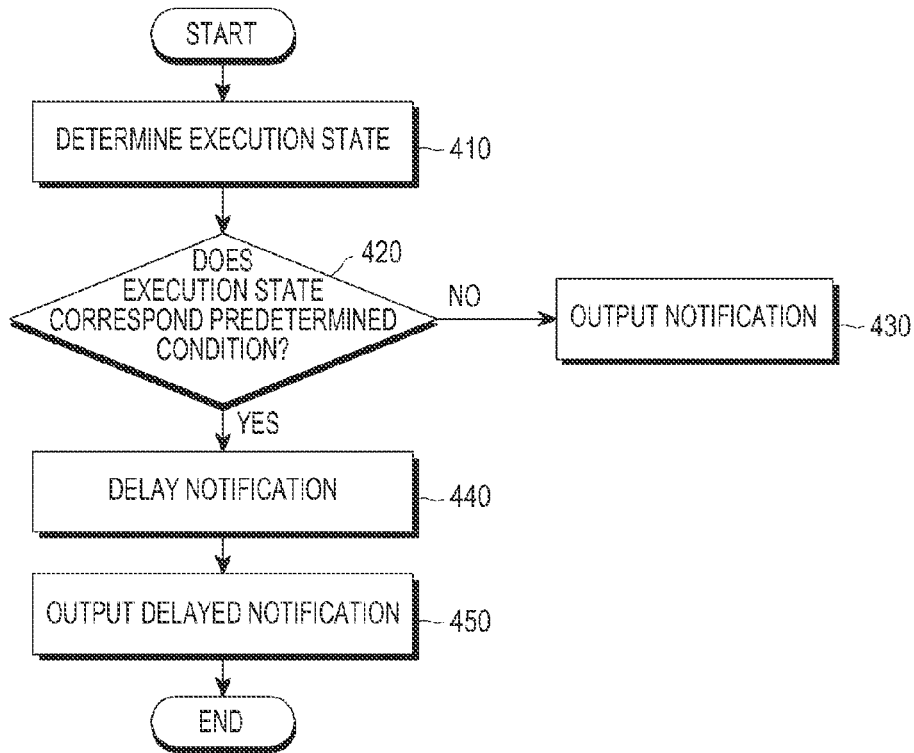 START
DETERMINE EXECUTION STATE
410
DOES
EXECUTION STATE
CORRESPOND PREDETERMINED
CONDITION?
420
NO
OUTPUT NOTIFICATION
430
YES
DELAY NOTIFICATION
440
OUTPUT DELAYED NOTIFICATION
450
END